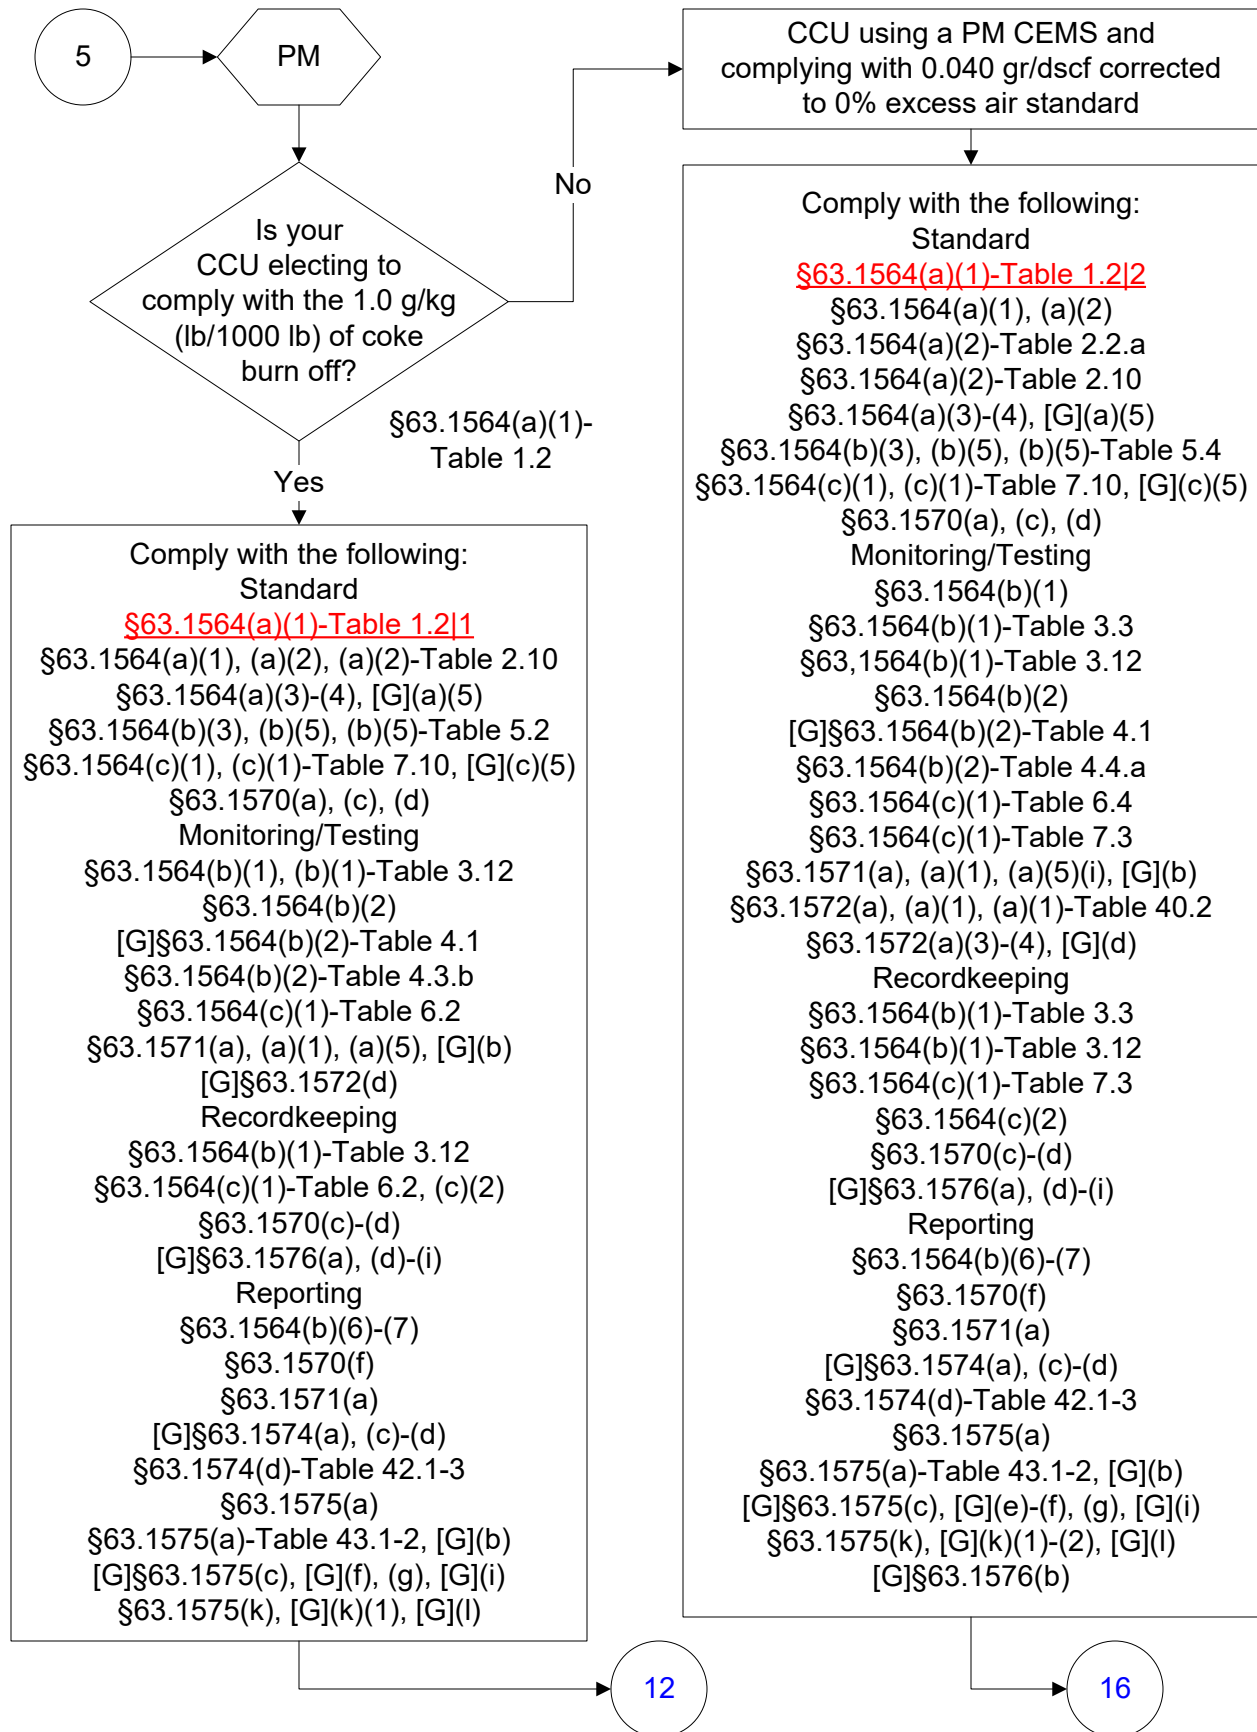 5
PM
Is your
CCU electing to
comply with the 1.0 g/kg
(lb/1000 lb) of coke
burn off?
§63.1564(a)(1)-
Table 1.2
No
Yes
CCU using a PM CEMS and
complying with 0.040 gr/dscf corrected
to 0% excess air standard
Comply with the following:
Standard
§63.1564(a)(1)-Table 1.2|1
§63.1564(a)(1), (a)(2), (a)(2)-Table 2.10
§63.1564(a)(3)-(4), [G](a)(5)
§63.1564(b)(3), (b)(5), (b)(5)-Table 5.2
§63.1564(c)(1), (c)(1)-Table 7.10, [G](c)(5)
§63.1570(a), (c), (d)
Monitoring/Testing
§63.1564(b)(1), (b)(1)-Table 3.12
§63.1564(b)(2)
[G]§63.1564(b)(2)-Table 4.1
§63.1564(b)(2)-Table 4.3.b
§63.1564(c)(1)-Table 6.2
§63.1571(a), (a)(1), (a)(5), [G](b)
[G]§63.1572(d)
Recordkeeping
§63.1564(b)(1)-Table 3.12
§63.1564(c)(1)-Table 6.2, (c)(2)
§63.1570(c)-(d)
[G]§63.1576(a), (d)-(i)
Reporting
§63.1564(b)(6)-(7)
§63.1570(f)
§63.1571(a)
[G]§63.1574(a), (c)-(d)
§63.1574(d)-Table 42.1-3
§63.1575(a)
§63.1575(a)-Table 43.1-2, [G](b)
[G]§63.1575(c), [G](f), (g), [G](i)
§63.1575(k), [G](k)(1), [G](l)
12
Comply with the following:
Standard
§63.1564(a)(1)-Table 1.2|2
§63.1564(a)(1), (a)(2)
§63.1564(a)(2)-Table 2.2.a
§63.1564(a)(2)-Table 2.10
§63.1564(a)(3)-(4), [G](a)(5)
§63.1564(b)(3), (b)(5), (b)(5)-Table 5.4
§63.1564(c)(1), (c)(1)-Table 7.10, [G](c)(5)
§63.1570(a), (c), (d)
Monitoring/Testing
§63.1564(b)(1)
§63.1564(b)(1)-Table 3.3
§63,1564(b)(1)-Table 3.12
§63.1564(b)(2)
[G]§63.1564(b)(2)-Table 4.1
§63.1564(b)(2)-Table 4.4.a
§63.1564(c)(1)-Table 6.4
§63.1564(c)(1)-Table 7.3
§63.1571(a), (a)(1), (a)(5)(i), [G](b)
§63.1572(a), (a)(1), (a)(1)-Table 40.2
§63.1572(a)(3)-(4), [G](d)
Recordkeeping
§63.1564(b)(1)-Table 3.3
§63.1564(b)(1)-Table 3.12
§63.1564(c)(1)-Table 7.3
§63.1564(c)(2)
§63.1570(c)-(d)
[G]§63.1576(a), (d)-(i)
Reporting
§63.1564(b)(6)-(7)
§63.1570(f)
§63.1571(a)
[G]§63.1574(a), (c)-(d)
§63.1574(d)-Table 42.1-3
§63.1575(a)
§63.1575(a)-Table 43.1-2, [G](b)
[G]§63.1575(c), [G](e)-(f), (g), [G](i)
§63.1575(k), [G](k)(1)-(2), [G](l)
[G]§63.1576(b)
16